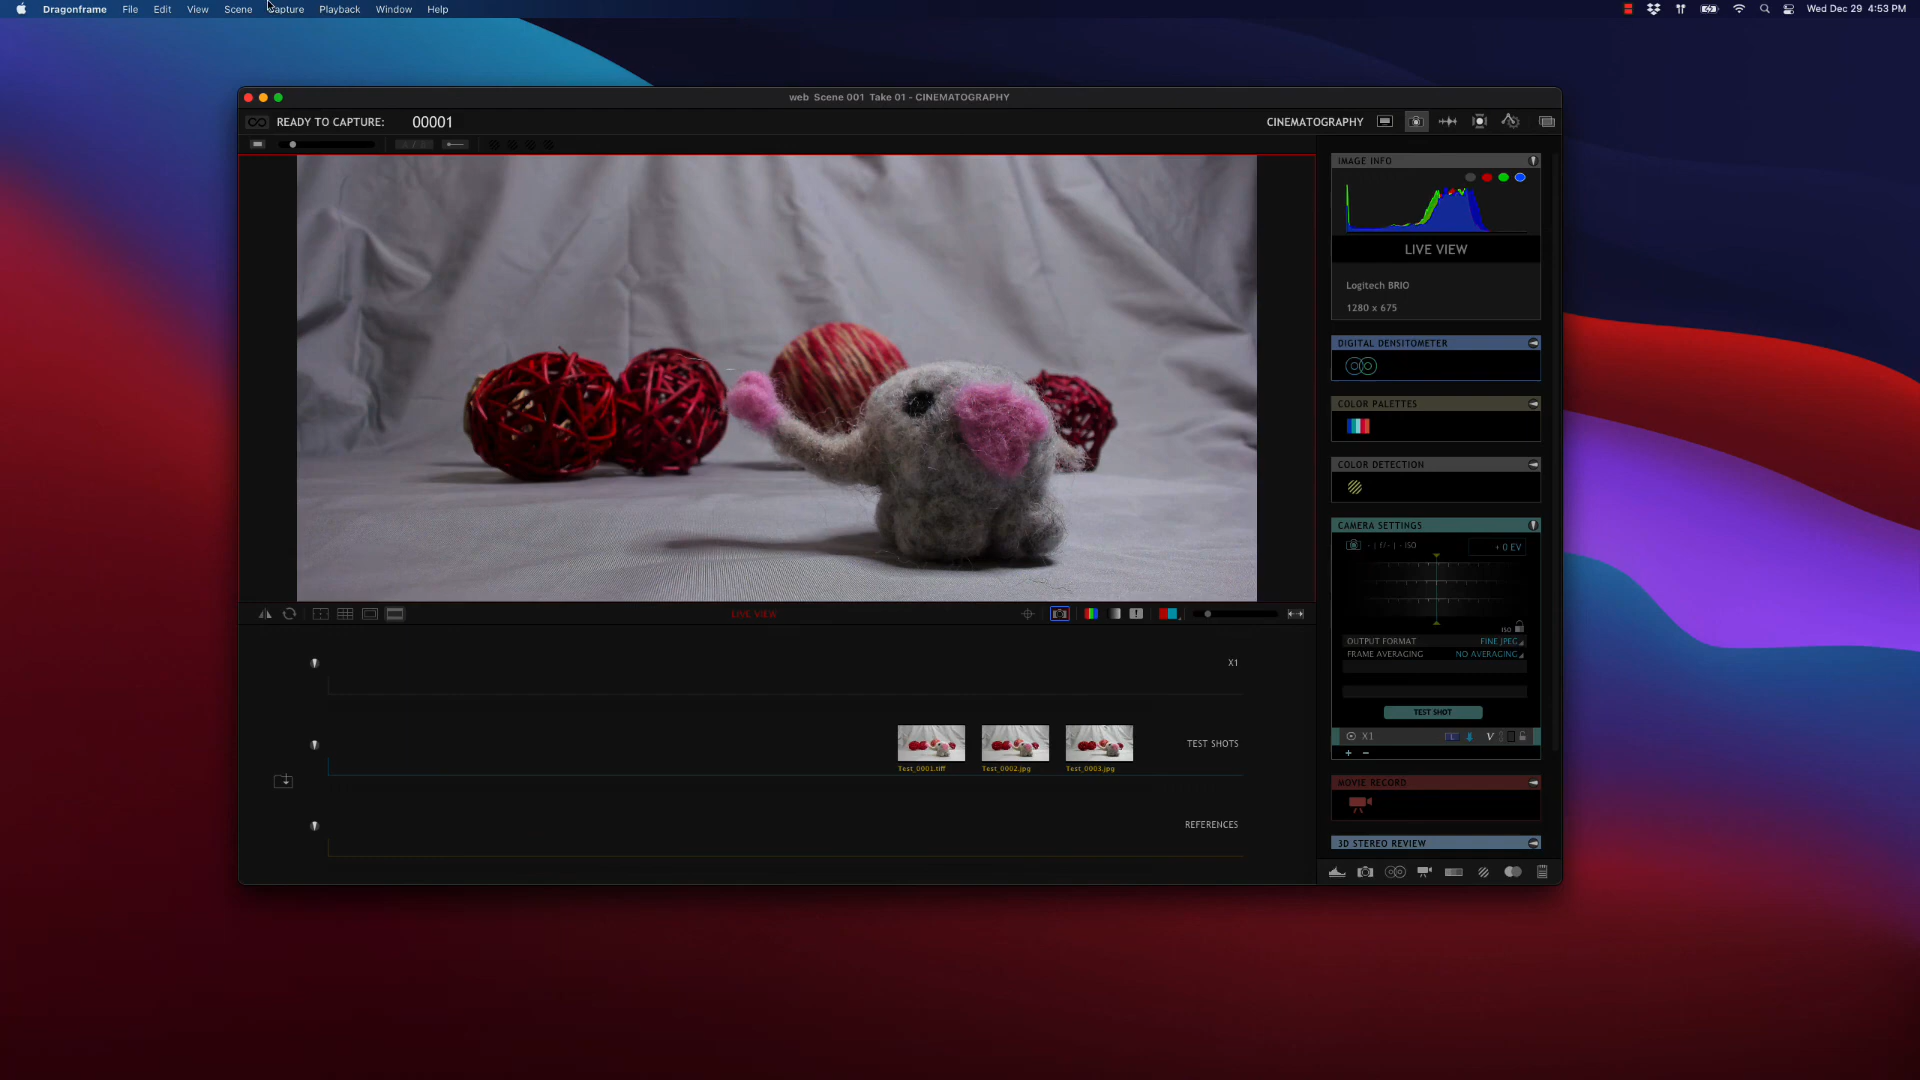 Dragonframe File Edit View Scene Capture Playback Window Help Wed Dec 29 4:53 PM
web Scene 001 Take 01 - CINEMATOGRAPHY
READY TO CAPTURE: 00001 CINEMATOGRAPHY
IMAGE INFO
LIVE VIEW
Logitech BRIO
1280 x 675
DIGITAL DENSITOMETER
COLOR PALETTES
COLOR DETECTION
CAMERA SETTINGS
- | f/- | - ISO + 0 EV
ISO
OUTPUT FORMAT FINE JPEG
FRAME AVERAGING NO AVERAGING
TEST SHOT
X1 L V
MOVIE RECORD
3D STEREO REVIEW
LIVE VIEW
X1
TEST SHOTS
Test_0001.tiff Test_0002.jpg Test_0003.jpg
REFERENCES